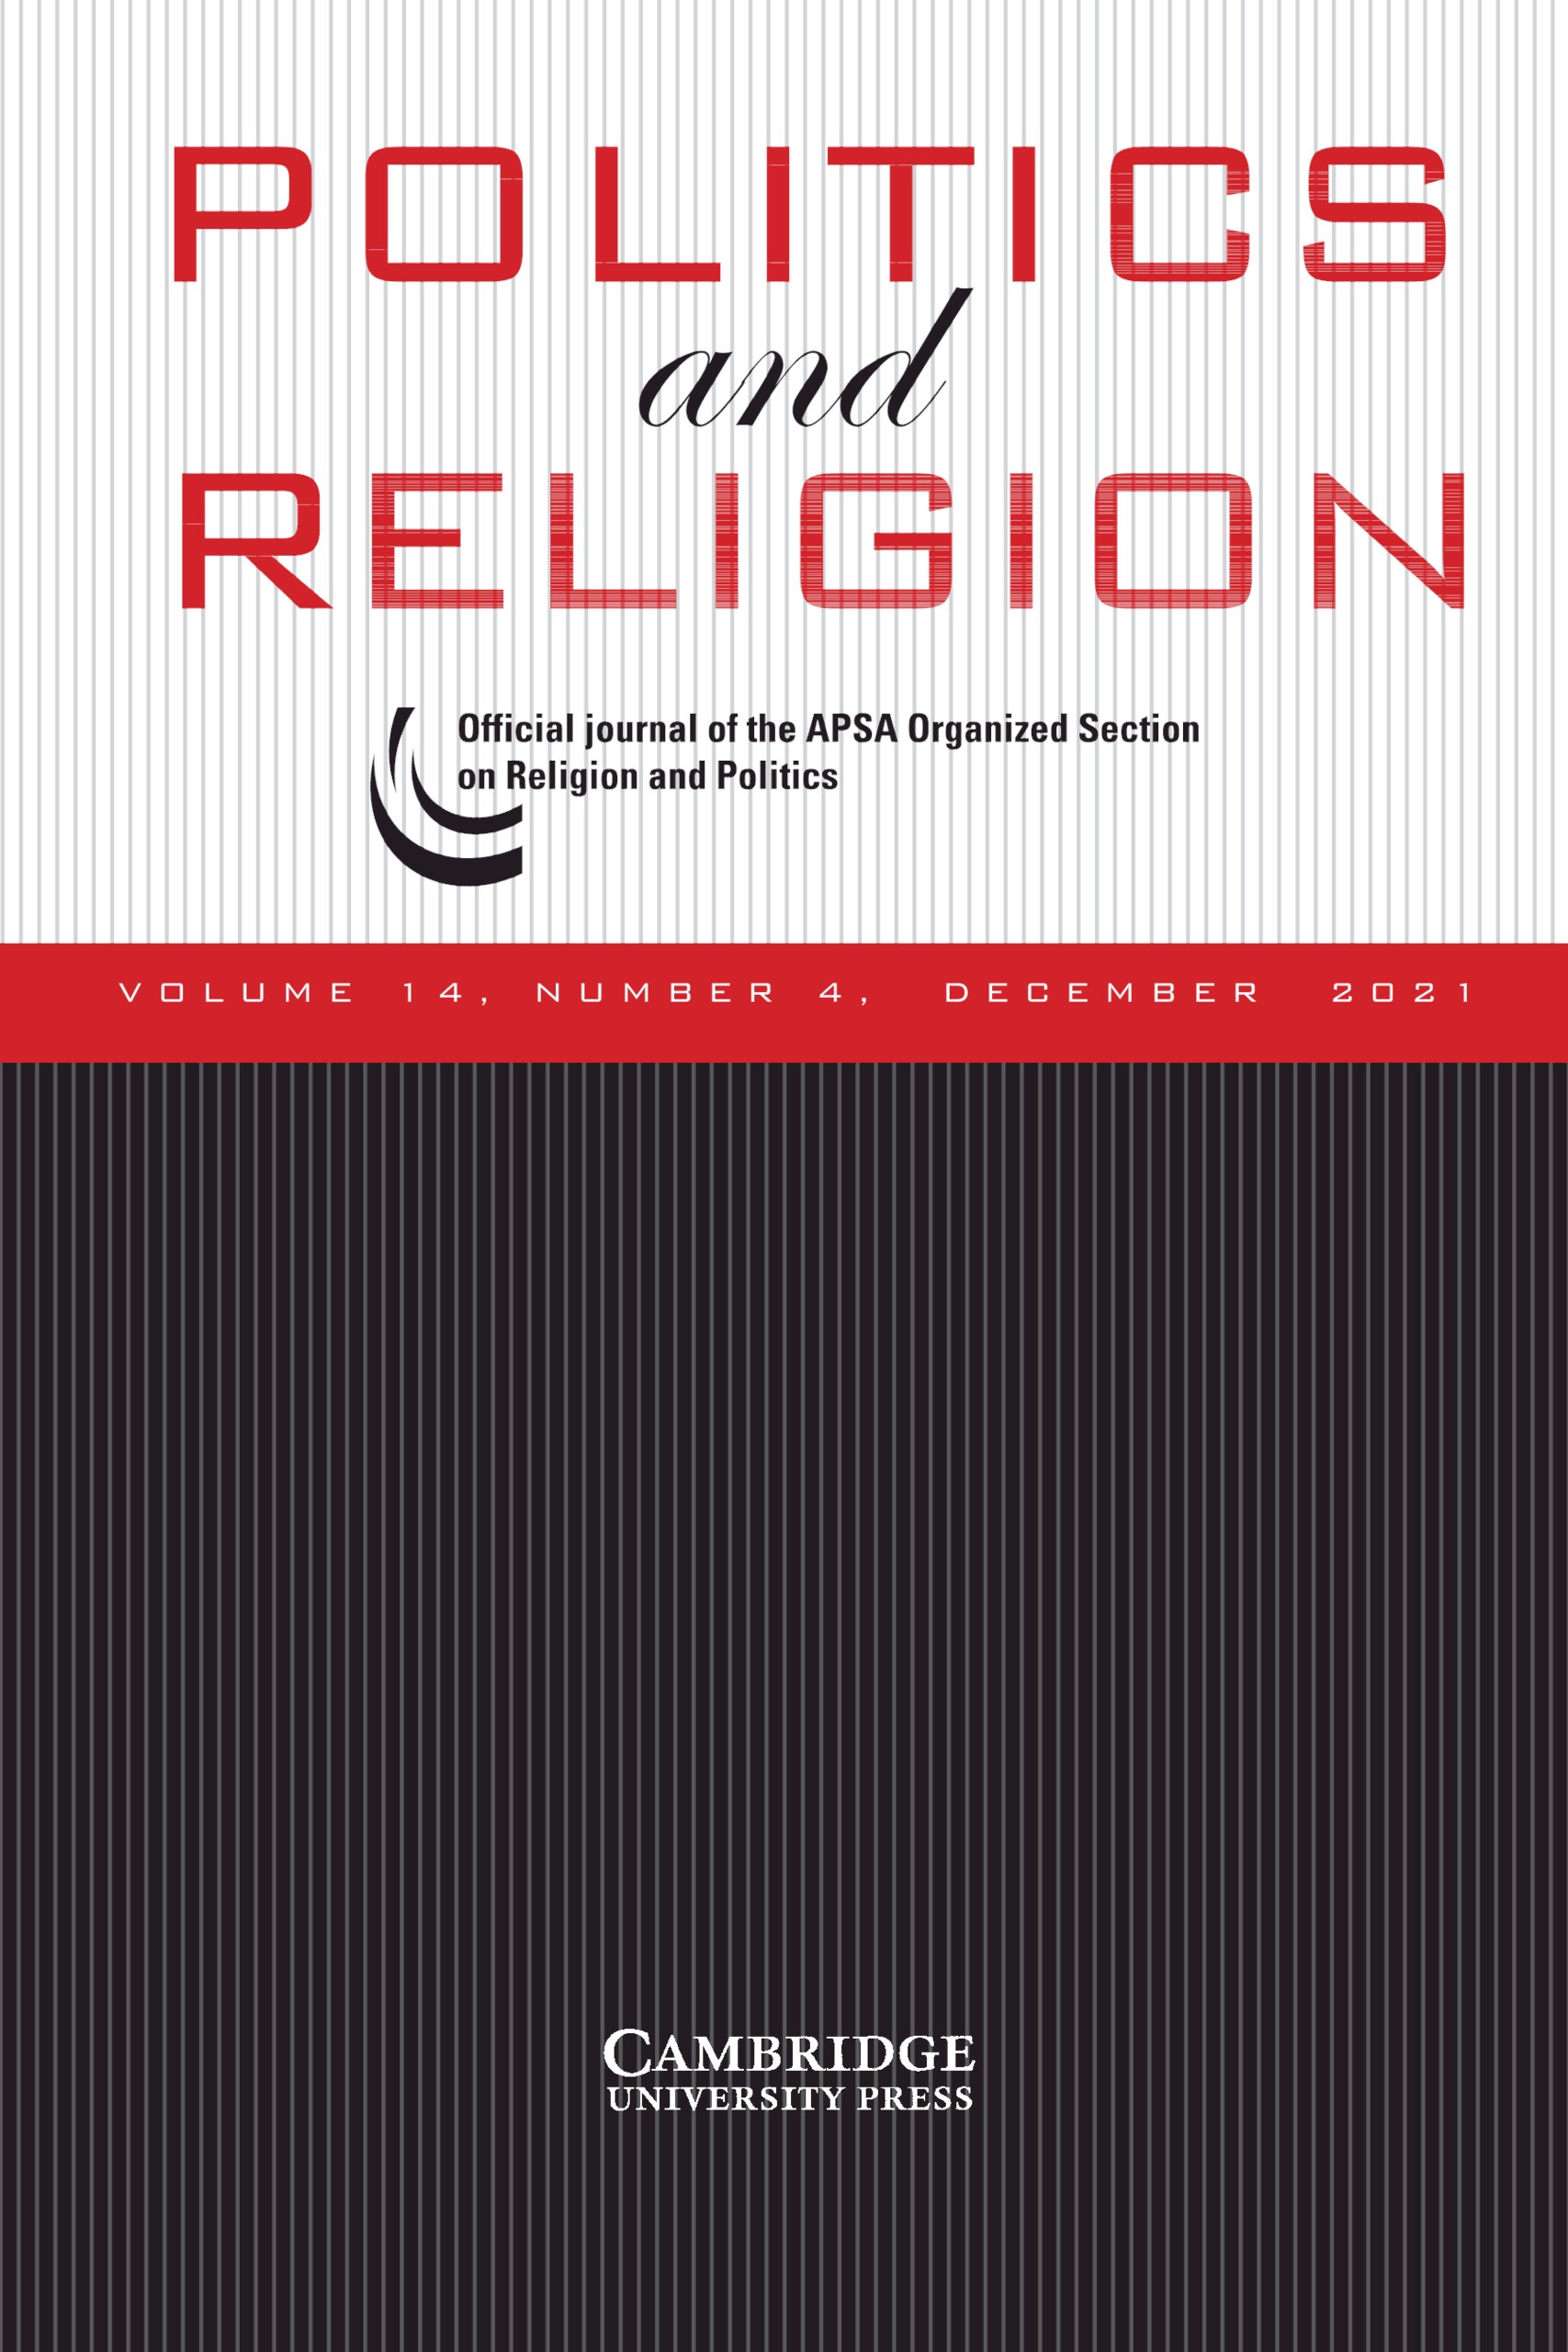 POLITICS
and
RELIGION
Official journal of the APSA Organized Section
on Religion and Politics
VOLUME 14, NUMBER 4, DECEMBER 2021
CAMBRIDGE
UNIVERSITY PRESS